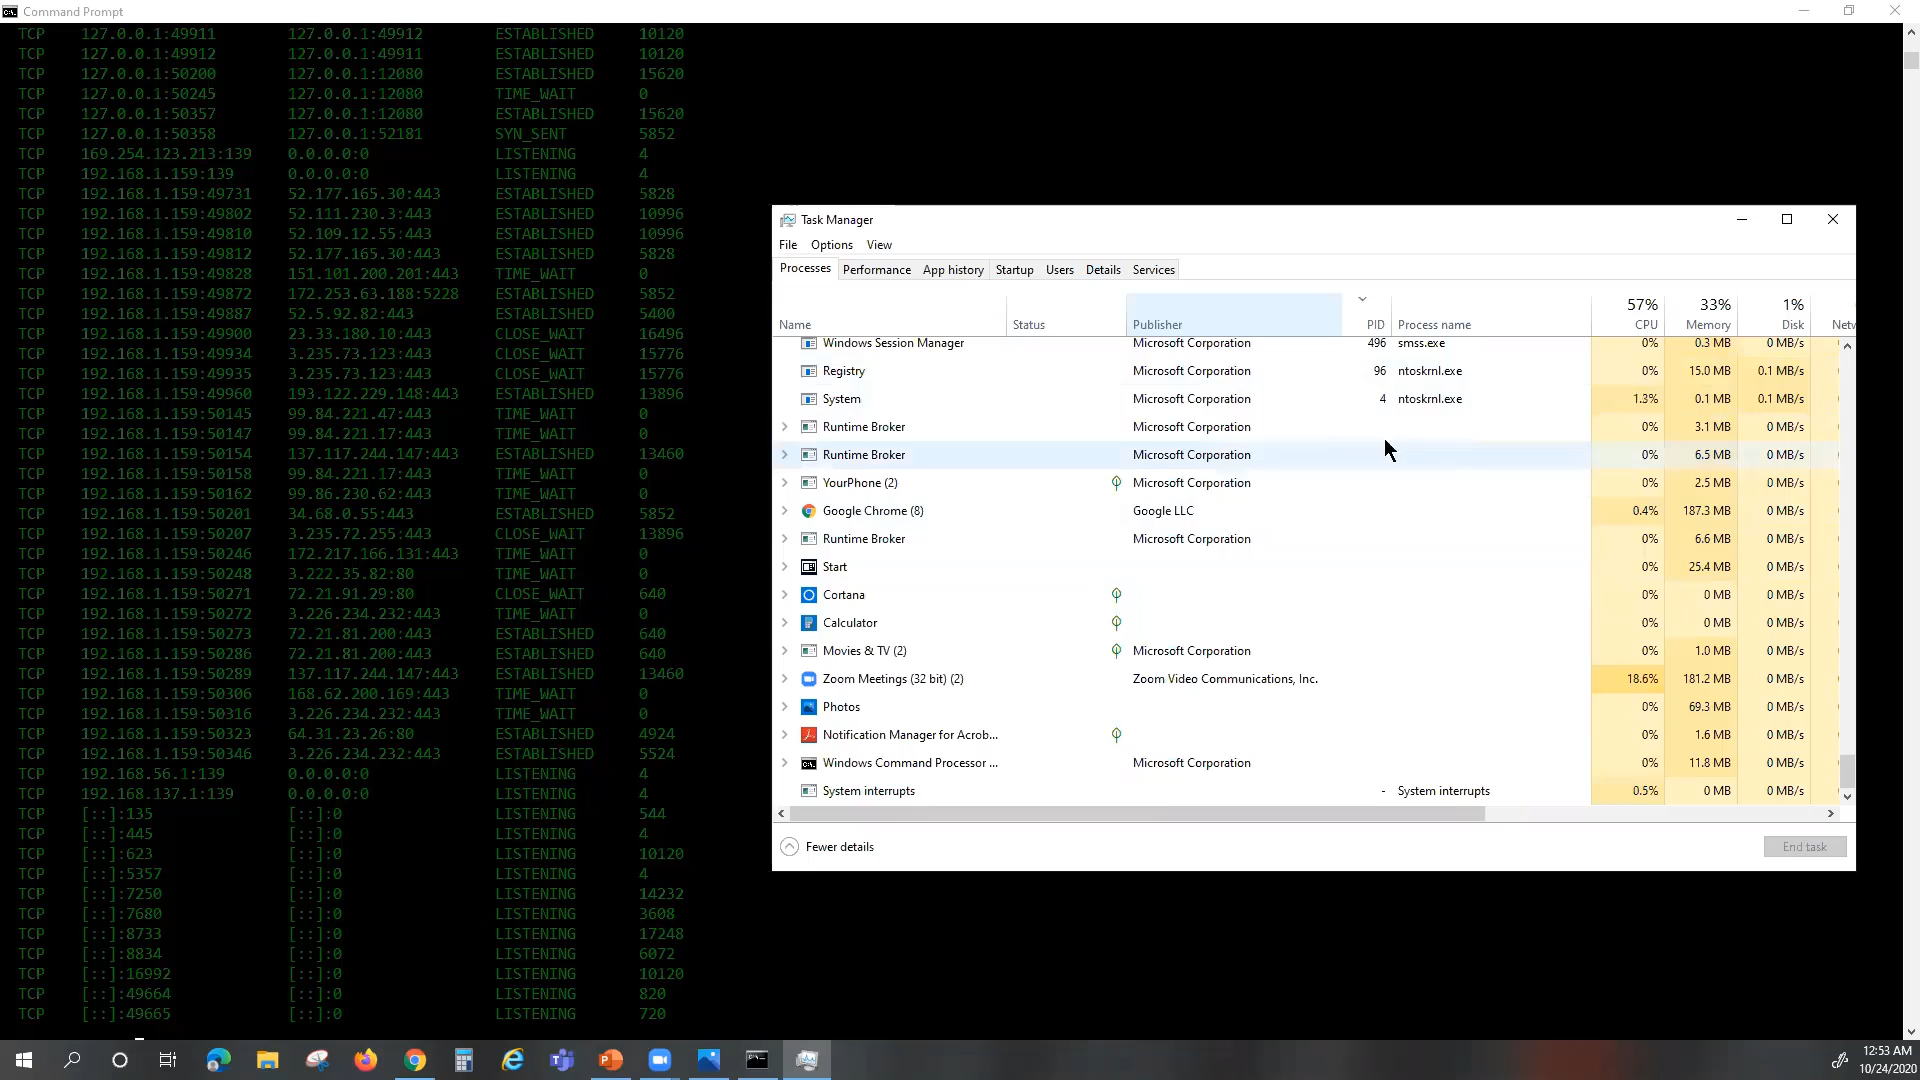 Command Prompt
TCP 127.0.0.1:49911 127.0.0.1:49912 ESTABLISHED 10120
TCP 127.0.0.1:49912 127.0.0.1:49911 ESTABLISHED 10120
TCP 127.0.0.1:50200 127.0.0.1:12080 ESTABLISHED 15620
TCP 127.0.0.1:50245 127.0.0.1:12080 TIME_WAIT 0
TCP 127.0.0.1:50357 127.0.0.1:12080 ESTABLISHED 15620
TCP 127.0.0.1:50358 127.0.0.1:52181 SYN_SENT 5852
TCP 169.254.123.213:139 0.0.0.0:0 LISTENING 4
TCP 192.168.1.159:139 0.0.0.0:0 LISTENING 4
TCP 192.168.1.159:49731 52.177.165.30:443 ESTABLISHED 5828
TCP 192.168.1.159:49802 52.111.230.3:443 ESTABLISHED 10996
TCP 192.168.1.159:49810 52.109.12.55:443 ESTABLISHED 10996
TCP 192.168.1.159:49812 52.177.165.30:443 ESTABLISHED 5828
TCP 192.168.1.159:49828 151.101.200.201:443 TIME_WAIT 0
TCP 192.168.1.159:49872 172.253.63.188:5228 ESTABLISHED 5852
TCP 192.168.1.159:49887 52.5.92.82:443 ESTABLISHED 5400
TCP 192.168.1.159:49900 23.33.180.10:443 CLOSE_WAIT 16496
TCP 192.168.1.159:49934 3.235.73.123:443 CLOSE_WAIT 15776
TCP 192.168.1.159:49935 3.235.73.123:443 CLOSE_WAIT 15776
TCP 192.168.1.159:49960 193.122.229.148:443 ESTABLISHED 13896
TCP 192.168.1.159:50145 99.84.221.47:443 TIME_WAIT 0
TCP 192.168.1.159:50147 99.84.221.17:443 TIME_WAIT 0
TCP 192.168.1.159:50154 137.117.244.147:443 ESTABLISHED 13460
TCP 192.168.1.159:50158 99.84.221.17:443 TIME_WAIT 0
TCP 192.168.1.159:50162 99.86.230.62:443 TIME_WAIT 0
TCP 192.168.1.159:50201 34.68.0.55:443 ESTABLISHED 5852
TCP 192.168.1.159:50207 3.235.72.255:443 CLOSE_WAIT 13896
TCP 192.168.1.159:50246 172.217.166.131:443 TIME_WAIT 0
TCP 192.168.1.159:50248 3.222.35.82:80 TIME_WAIT 0
TCP 192.168.1.159:50271 72.21.91.29:80 CLOSE_WAIT 640
TCP 192.168.1.159:50272 3.226.234.232:443 TIME_WAIT 0
TCP 192.168.1.159:50273 72.21.81.200:443 ESTABLISHED 640
TCP 192.168.1.159:50286 72.21.81.200:443 ESTABLISHED 640
TCP 192.168.1.159:50289 137.117.244.147:443 ESTABLISHED 13460
TCP 192.168.1.159:50306 168.62.200.169:443 TIME_WAIT 0
TCP 192.168.1.159:50316 3.226.234.232:443 TIME_WAIT 0
TCP 192.168.1.159:50323 64.31.23.26:80 ESTABLISHED 4924
TCP 192.168.1.159:50346 3.226.234.232:443 ESTABLISHED 5524
TCP 192.168.56.1:139 0.0.0.0:0 LISTENING 4
TCP 192.168.137.1:139 0.0.0.0:0 LISTENING 4
TCP [::]:135 [::]:0 LISTENING 544
TCP [::]:445 [::]:0 LISTENING 4
TCP [::]:623 [::]:0 LISTENING 10120
TCP [::]:5357 [::]:0 LISTENING 4
TCP [::]:7250 [::]:0 LISTENING 14232
TCP [::]:7680 [::]:0 LISTENING 3608
TCP [::]:8733 [::]:0 LISTENING 17248
TCP [::]:8834 [::]:0 LISTENING 6072
TCP [::]:16992 [::]:0 LISTENING 10120
TCP [::]:49664 [::]:0 LISTENING 820
TCP [::]:49665 [::]:0 LISTENING 720
Task Manager
File Options View
Processes Performance App history Startup Users Details Services
57% 33% 1%
Name Status Publisher PID Process name CPU Memory Disk Netw
Windows Session Manager Microsoft Corporation 496 smss.exe 0% 0.3 MB 0 MB/s
Registry Microsoft Corporation 96 ntoskrnl.exe 0% 15.0 MB 0.1 MB/s
System Microsoft Corporation 4 ntoskrnl.exe 1.3% 0.1 MB 0.1 MB/s
Runtime Broker Microsoft Corporation 0% 3.1 MB 0 MB/s
Runtime Broker Microsoft Corporation 0% 6.5 MB 0 MB/s
YourPhone (2) Microsoft Corporation 0% 2.5 MB 0 MB/s
Google Chrome (8) Google LLC 0.4% 187.3 MB 0 MB/s
Runtime Broker Microsoft Corporation 0% 6.6 MB 0 MB/s
Start 0% 25.4 MB 0 MB/s
Cortana 0% 0 MB 0 MB/s
Calculator 0% 0 MB 0 MB/s
Movies & TV (2) Microsoft Corporation 0% 1.0 MB 0 MB/s
Zoom Meetings (32 bit) (2) Zoom Video Communications, Inc. 18.6% 181.2 MB 0 MB/s
Photos 0% 69.3 MB 0 MB/s
Notification Manager for Acrob... 0% 1.6 MB 0 MB/s
Windows Command Processor ... Microsoft Corporation 0% 11.8 MB 0 MB/s
System interrupts - System interrupts 0.5% 0 MB 0 MB/s
Fewer details End task
12:53 AM
10/24/2020